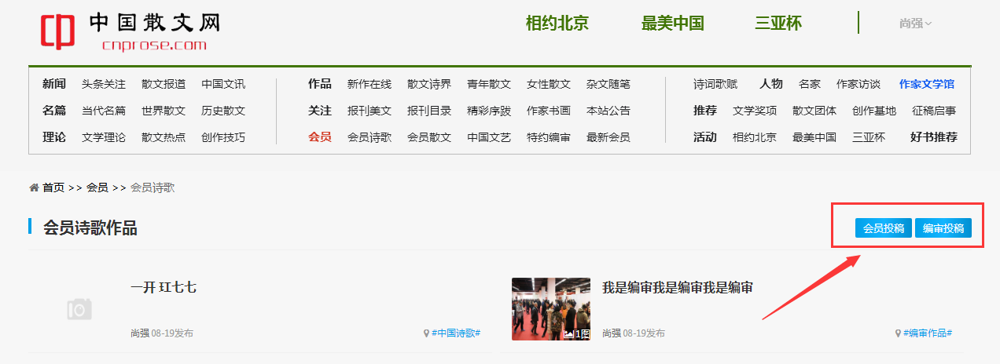 中国散文网
cnprose.com
相约北京 最美中国 三亚杯 尚强
新闻 头条关注 散文报道 中国文讯 作品 新作在线 散文诗界 青年散文 女性散文 杂文随笔 诗词歌赋 人物 名家 作家访谈 作家文学馆
名篇 当代名篇 世界散文 历史散文 关注 报刊美文 报刊目录 精彩序跋 作家书画 本站公告 推荐 文学奖项 散文团体 创作基地 征稿启事
理论 文学理论 散文热点 创作技巧 会员 会员诗歌 会员散文 中国文艺 特约编审 最新会员 活动 相约北京 最美中国 三亚杯 好书推荐
首页 >> 会员 >> 会员诗歌
会员诗歌作品 会员投稿 编审投稿
一开 玒七七
尚强 08-19发布 #中国诗歌#
我是编审我是编审我是编审
1图
尚强 08-19发布 #编审作品#